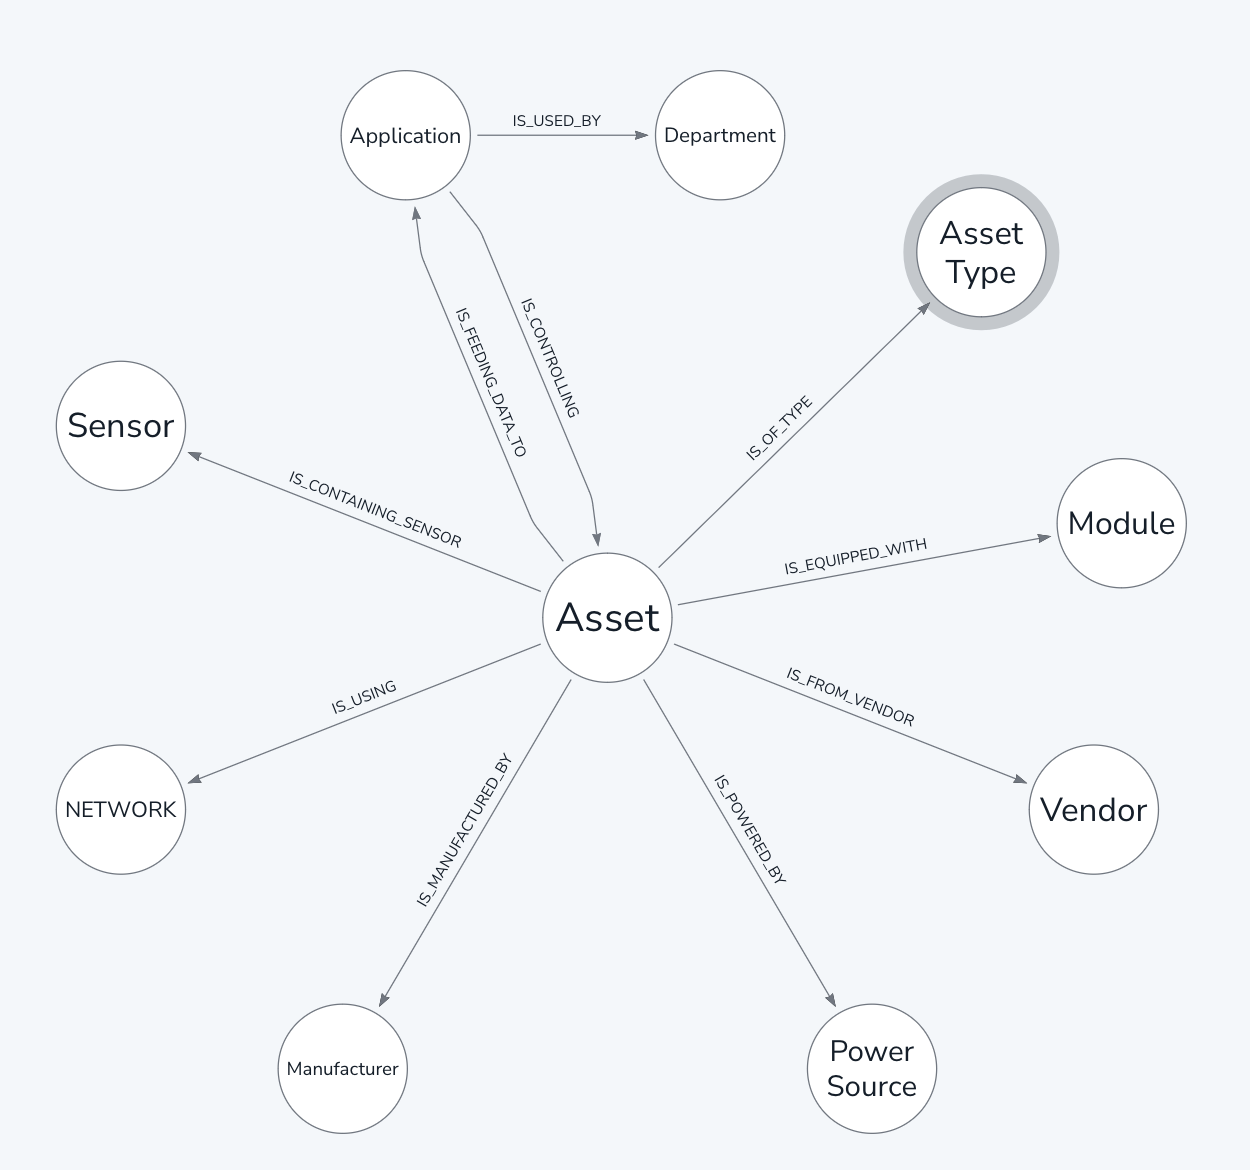 IS_USED_BY
Application
Department
Asset
Type
IS_FEEDING_DATA_TO
IS_CONTROLLING
IS_OF_TYPE
Sensor
IS_CONTAINING_SENSOR
Module
IS_EQUIPPED_WITH
Asset
IS_USING
IS_FROM_VENDOR
NETWORK
Vendor
IS_MANUFACTURED_BY
IS_POWERED_BY
Manufacturer
Power
Source